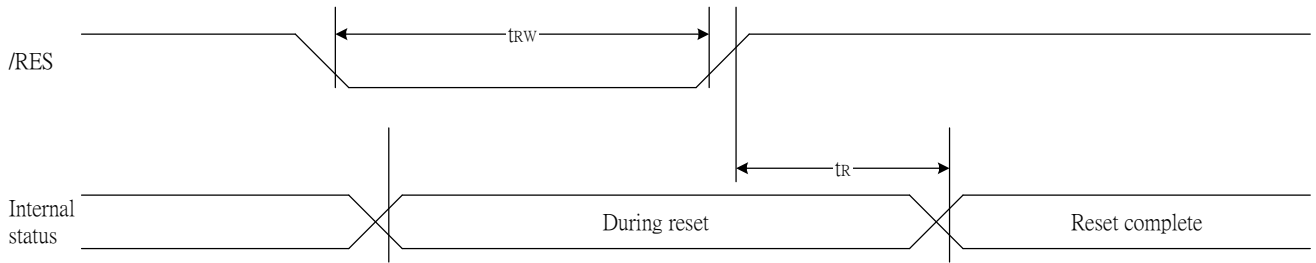 tRW
/RES
tR
Internal
status
During reset
Reset complete